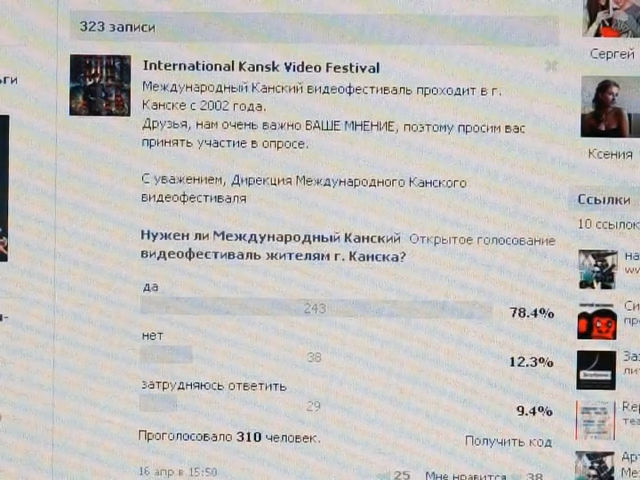 323 записи
International Kansk Video Festival
Международный Канский видеофестиваль проходит в г.
Канске с 2002 года.
Друзья, нам очень важно ВАШЕ МНЕНИЕ, поэтому просим вас
принять участие в опросе.
С уважением, Дирекция Международного Канского
видеофестиваля
Нужен ли Международный Канский Открытое голосование
видеофестиваль жителям г. Канска?
да
243 78.4%
нет
38 12.3%
затрудняюсь ответить
29 9.4%
Проголосовало 310 человек.
Получить код
16 апр в 15:50 25 Мне нравится 38
Сергей
Ксения
Ссылки
10 ссылок